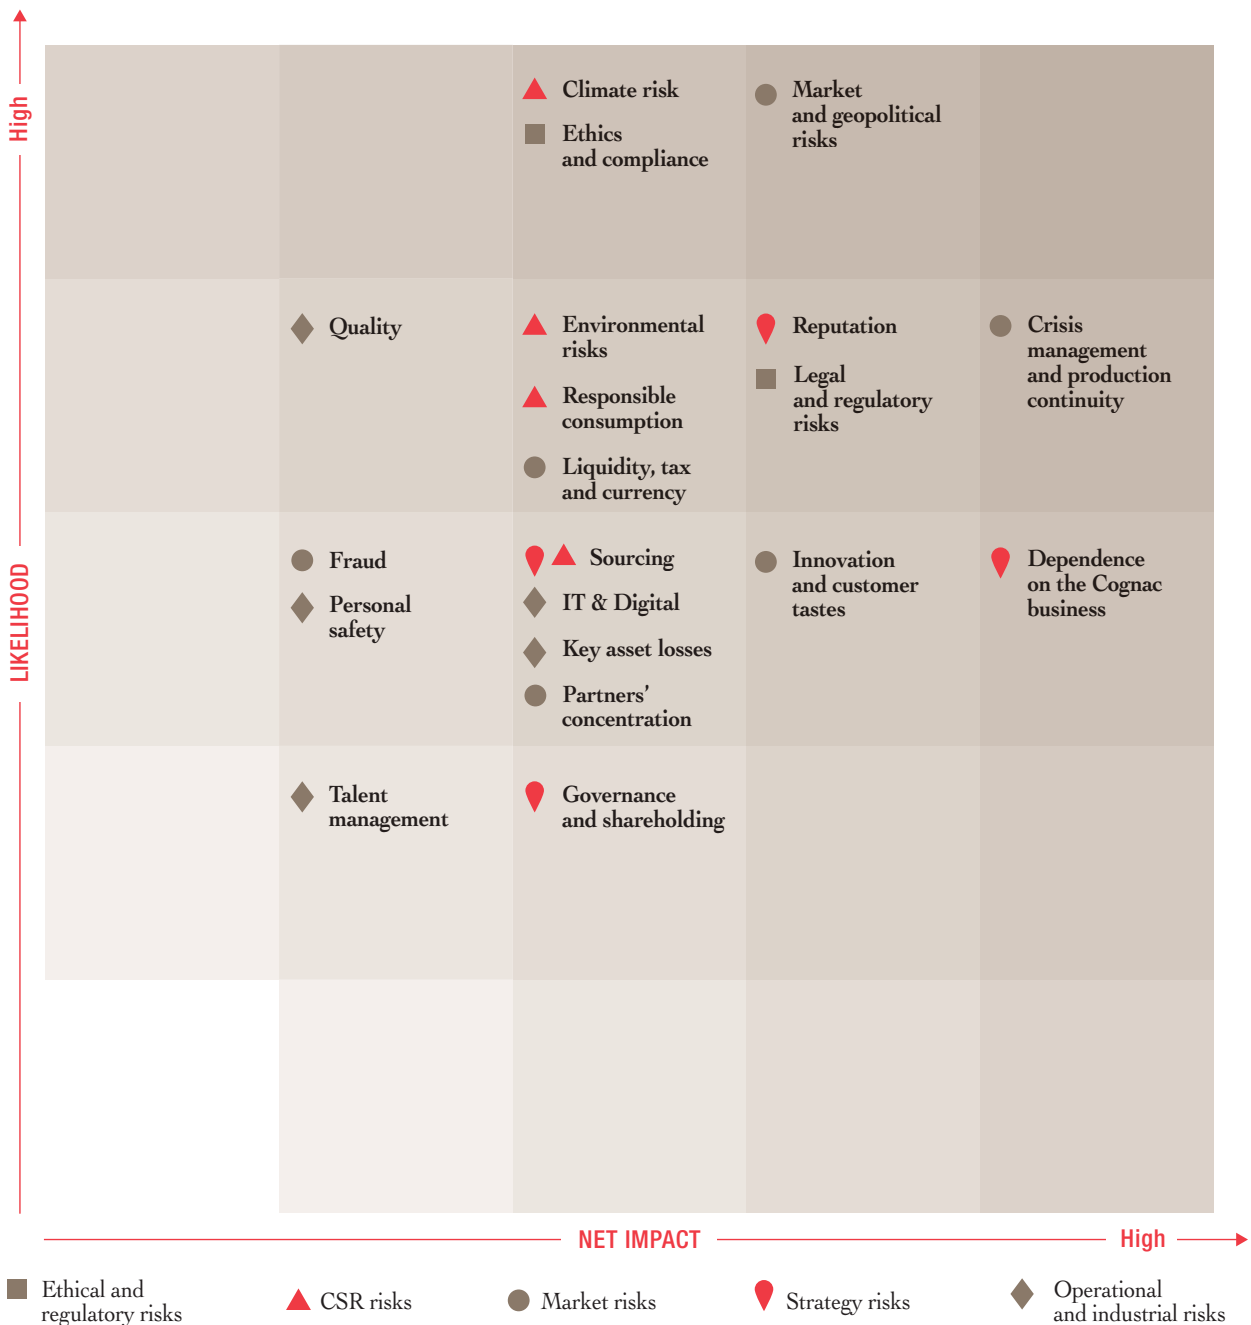 High
LIKELIHOOD
Climate risk
Ethics
and compliance
Market
and geopolitical
risks
Quality
Environmental
risks
Responsible
consumption
Liquidity, tax
and currency
Reputation
Legal
and regulatory
risks
Crisis
management
and production
continuity
Fraud
Personal
safety
Sourcing
IT & Digital
Key asset losses
Partners’
concentration
Innovation
and customer
tastes
Dependence
on the Cognac
business
Talent
management
Governance
and shareholding
NET IMPACT
High
Ethical and
regulatory risks
CSR risks
Market risks
Strategy risks
Operational
and industrial risks